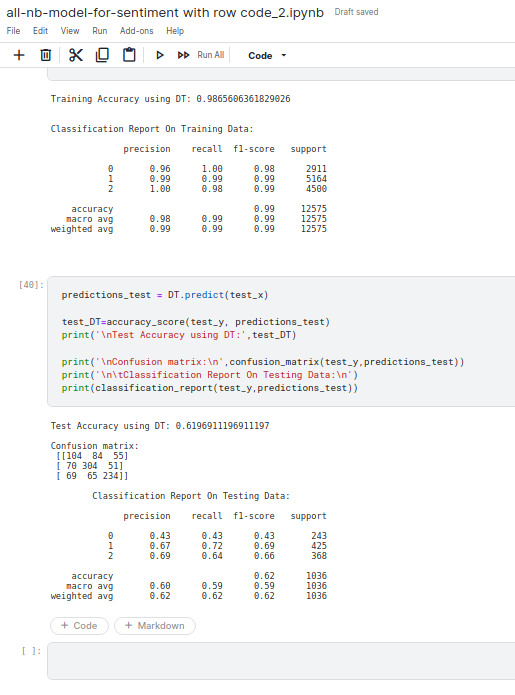 all-nb-model-for-sentiment with row code_2.ipynb Draft saved
File Edit View Run Add-ons Help
Run All Code
Training Accuracy using DT: 0.9865606361829026
Classification Report On Training Data:
precision recall f1-score support
0 0.96 1.00 0.98 2911
1 0.99 0.99 0.99 5164
2 1.00 0.98 0.99 4500
accuracy 0.99 12575
macro avg 0.98 0.99 0.99 12575
weighted avg 0.99 0.99 0.99 12575
[40]:
predictions_test = DT.predict(test_x)
test_DT=accuracy_score(test_y, predictions_test)
print('\nTest Accuracy using DT:',test_DT)
print('\nConfusion matrix:\n',confusion_matrix(test_y,predictions_test))
print('\n\tClassification Report On Testing Data:\n')
print(classification_report(test_y,predictions_test))
Test Accuracy using DT: 0.6196911196911197
Confusion matrix:
[[104 84 55]
[ 70 304 51]
[ 69 65 234]]
Classification Report On Testing Data:
precision recall f1-score support
0 0.43 0.43 0.43 243
1 0.67 0.72 0.69 425
2 0.69 0.64 0.66 368
accuracy 0.62 1036
macro avg 0.60 0.59 0.59 1036
weighted avg 0.62 0.62 0.62 1036
+ Code + Markdown
[ ]: